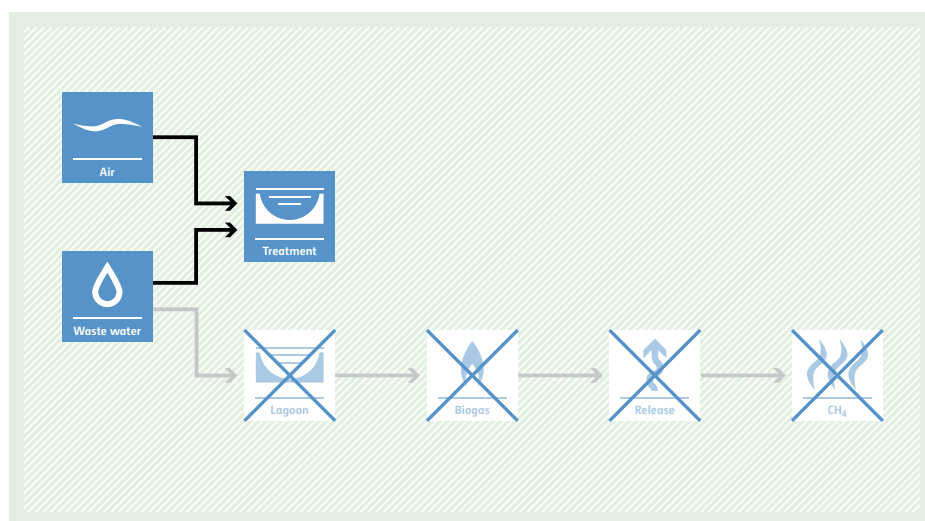 Air
Treatment
Waste water
Lagoon
Biogas
Release
CH₄